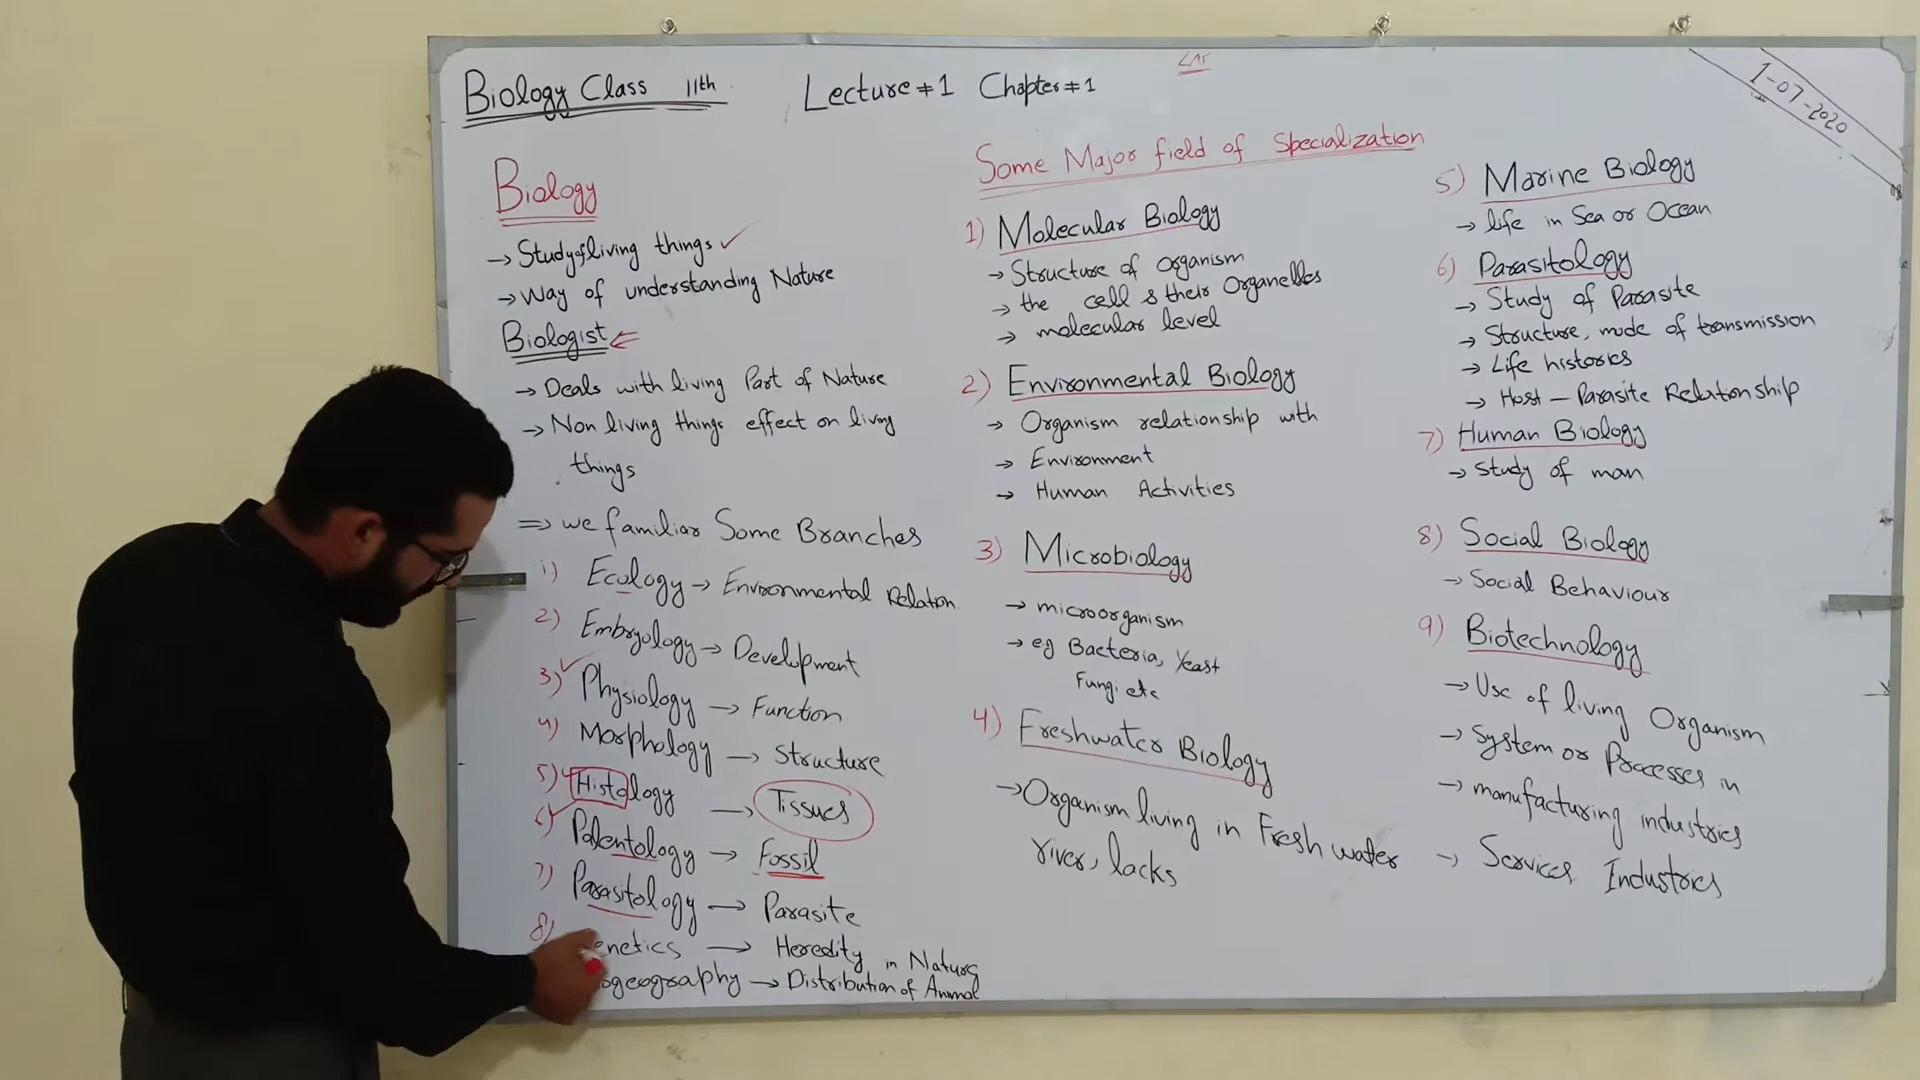 Biology Class 11th Lecture #1 Chapter #1
1-07-2020
Biology
→ Study of living things ✓
→ Way of understanding Nature
Biologist ⇐
→ Deals with living Part of Nature
→ Non living things effect on living
things
⇒ we familiar Some Branches
1) Ecology → Environmental Relation
2) Embryology → Development
3) Physiology → Function
4) Morphology → Structure
5) Histology → Tissues
6) Palentology → Fossil
7) Parasitology → Parasite
8) enetics → Heredity in Nature
ogeography → Distribution of Animal
Some Major field of Specialization
1) Molecular Biology
→ Structure of organism
→ the cell & their Organelles
→ molecular level
2) Environmental Biology
→ Organism relationship with
→ Environment
→ Human Activities
3) Microbiology
→ microorganism
→ eg Bacteria, Yeast
Fungi etc
4) Freshwater Biology
→ Organism living in Fresh water
river, lacks
5) Marine Biology
→ life in Sea or Ocean
6) Parasitology
→ Study of Parasite
→ Structure, mode of transmission
→ Life histories
→ Host – Parasite Relationship
7) Human Biology
→ Study of man
8) Social Biology
→ Social Behaviour
9) Biotechnology
→ Use of living Organism
→ System or Processes in
→ manufacturing industries
→ Services Industries